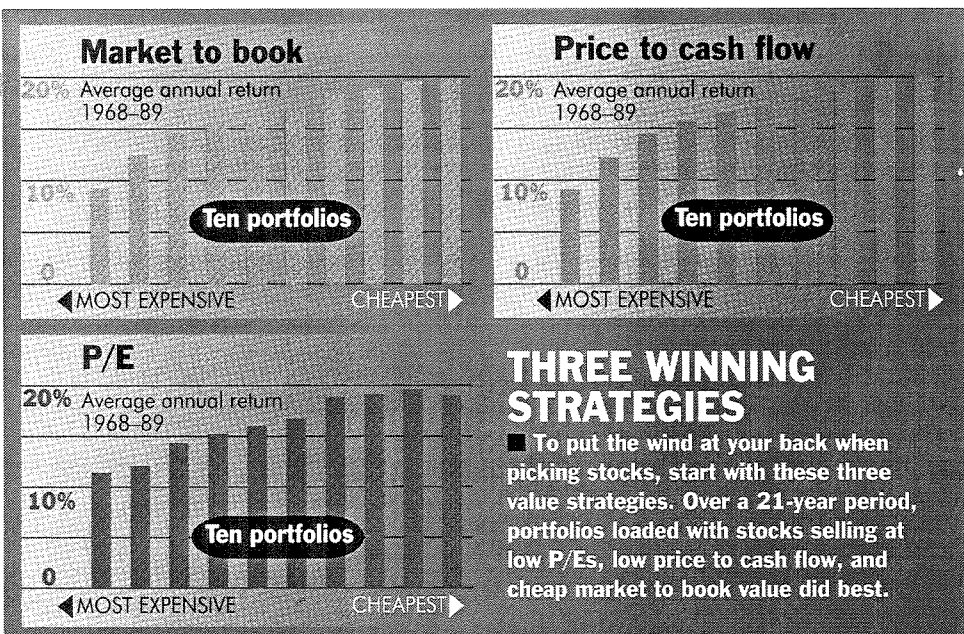 Market to book
20% Average annual return
1968–89
10%
Ten portfolios
0
MOST EXPENSIVE CHEAPEST
Price to cash flow
20% Average annual return
1968–89
10%
Ten portfolios
0
MOST EXPENSIVE CHEAPEST
P/E
20% Average annual return
1968–89
10%
Ten portfolios
0
MOST EXPENSIVE CHEAPEST
THREE WINNING
STRATEGIES
■ To put the wind at your back when
picking stocks, start with these three
value strategies. Over a 21-year period,
portfolios loaded with stocks selling at
low P/Es, low price to cash flow, and
cheap market to book value did best.